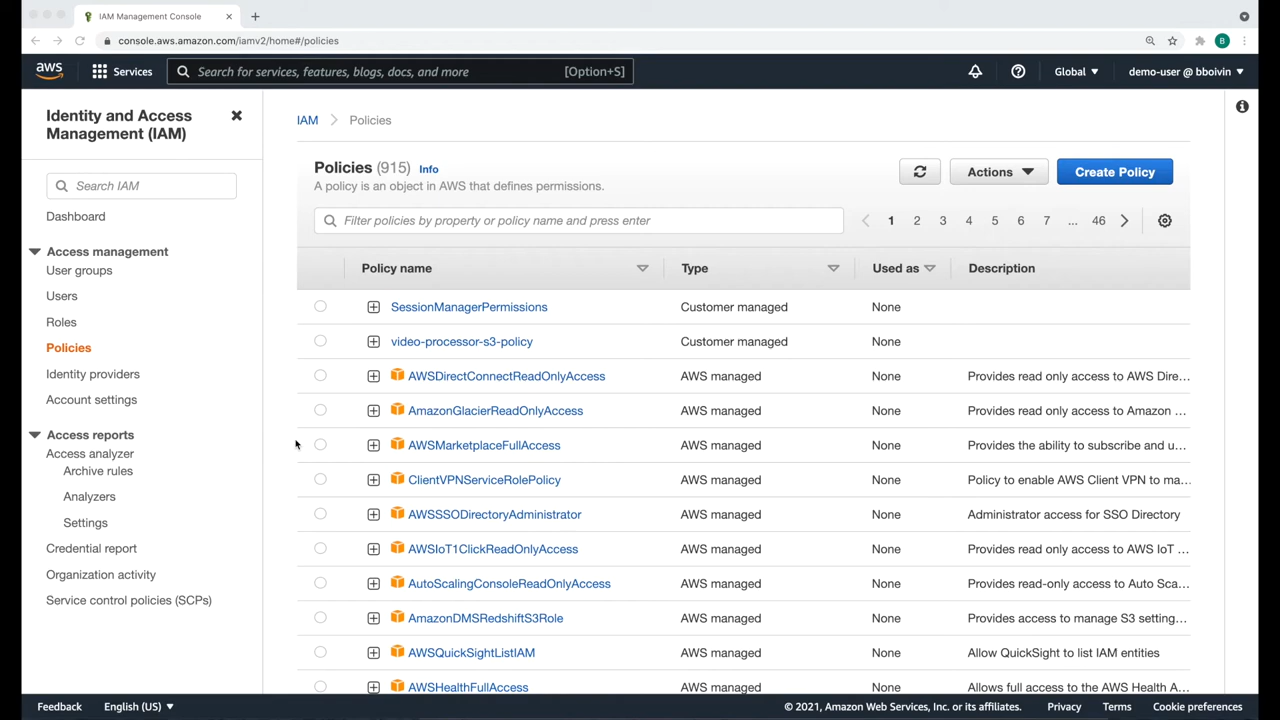 IAM Management Console
console.aws.amazon.com/iamv2/home#/policies
B
aws
Services
Search for services, features, blogs, docs, and more
[Option+S]
Global
demo-user @ bboivin
Identity and Access
Management (IAM)
Search IAM
Dashboard
Access management
User groups
Users
Roles
Policies
Identity providers
Account settings
Access reports
Access analyzer
Archive rules
Analyzers
Settings
Credential report
Organization activity
Service control policies (SCPs)
IAM > Policies
Policies (915) Info
A policy is an object in AWS that defines permissions.
Actions
Create Policy
Filter policies by property or policy name and press enter
1 2 3 4 5 6 7 ... 46
Policy name Type Used as Description
SessionManagerPermissions Customer managed None
video-processor-s3-policy Customer managed None
AWSDirectConnectReadOnlyAccess AWS managed None Provides read only access to AWS Dire...
AmazonGlacierReadOnlyAccess AWS managed None Provides read only access to Amazon ...
AWSMarketplaceFullAccess AWS managed None Provides the ability to subscribe and u...
ClientVPNServiceRolePolicy AWS managed None Policy to enable AWS Client VPN to ma...
AWSSSODirectoryAdministrator AWS managed None Administrator access for SSO Directory
AWSIoT1ClickReadOnlyAccess AWS managed None Provides read only access to AWS IoT ...
AutoScalingConsoleReadOnlyAccess AWS managed None Provides read-only access to Auto Sca...
AmazonDMSRedshiftS3Role AWS managed None Provides access to manage S3 setting...
AWSQuickSightListIAM AWS managed None Allow QuickSight to list IAM entities
AWSHealthFullAccess AWS managed None Allows full access to the AWS Health A...
Feedback
English (US)
© 2021, Amazon Web Services, Inc. or its affiliates.
Privacy
Terms
Cookie preferences